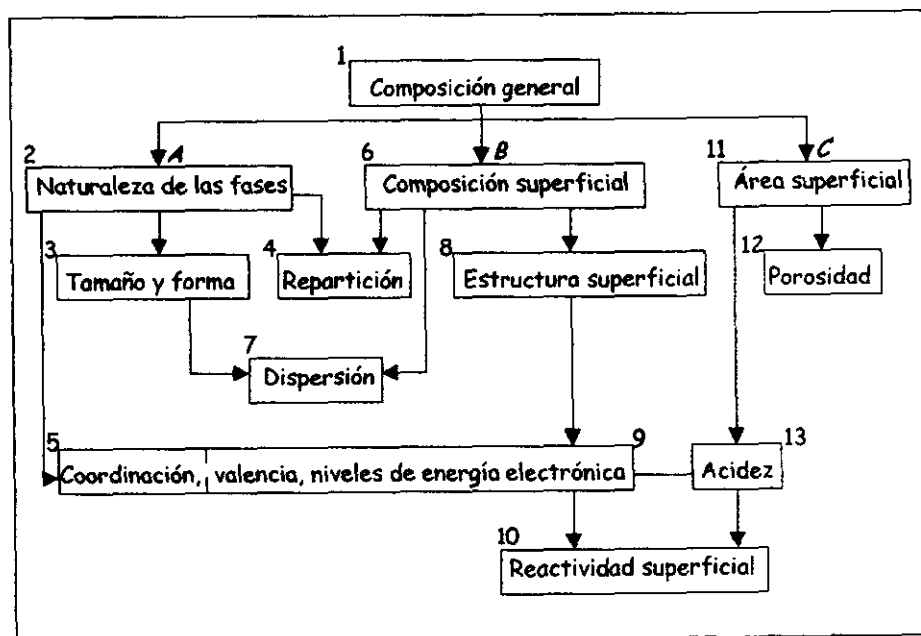 1
Composición general
2 A
Naturaleza de las fases
6 B
Composición superficial
11 C
Área superficial
3
Tamaño y forma
4
Repartición
8
Estructura superficial
12
Porosidad
7
Dispersión
5 9
Coordinación, valencia, niveles de energía electrónica
13
Acidez
10
Reactividad superficial